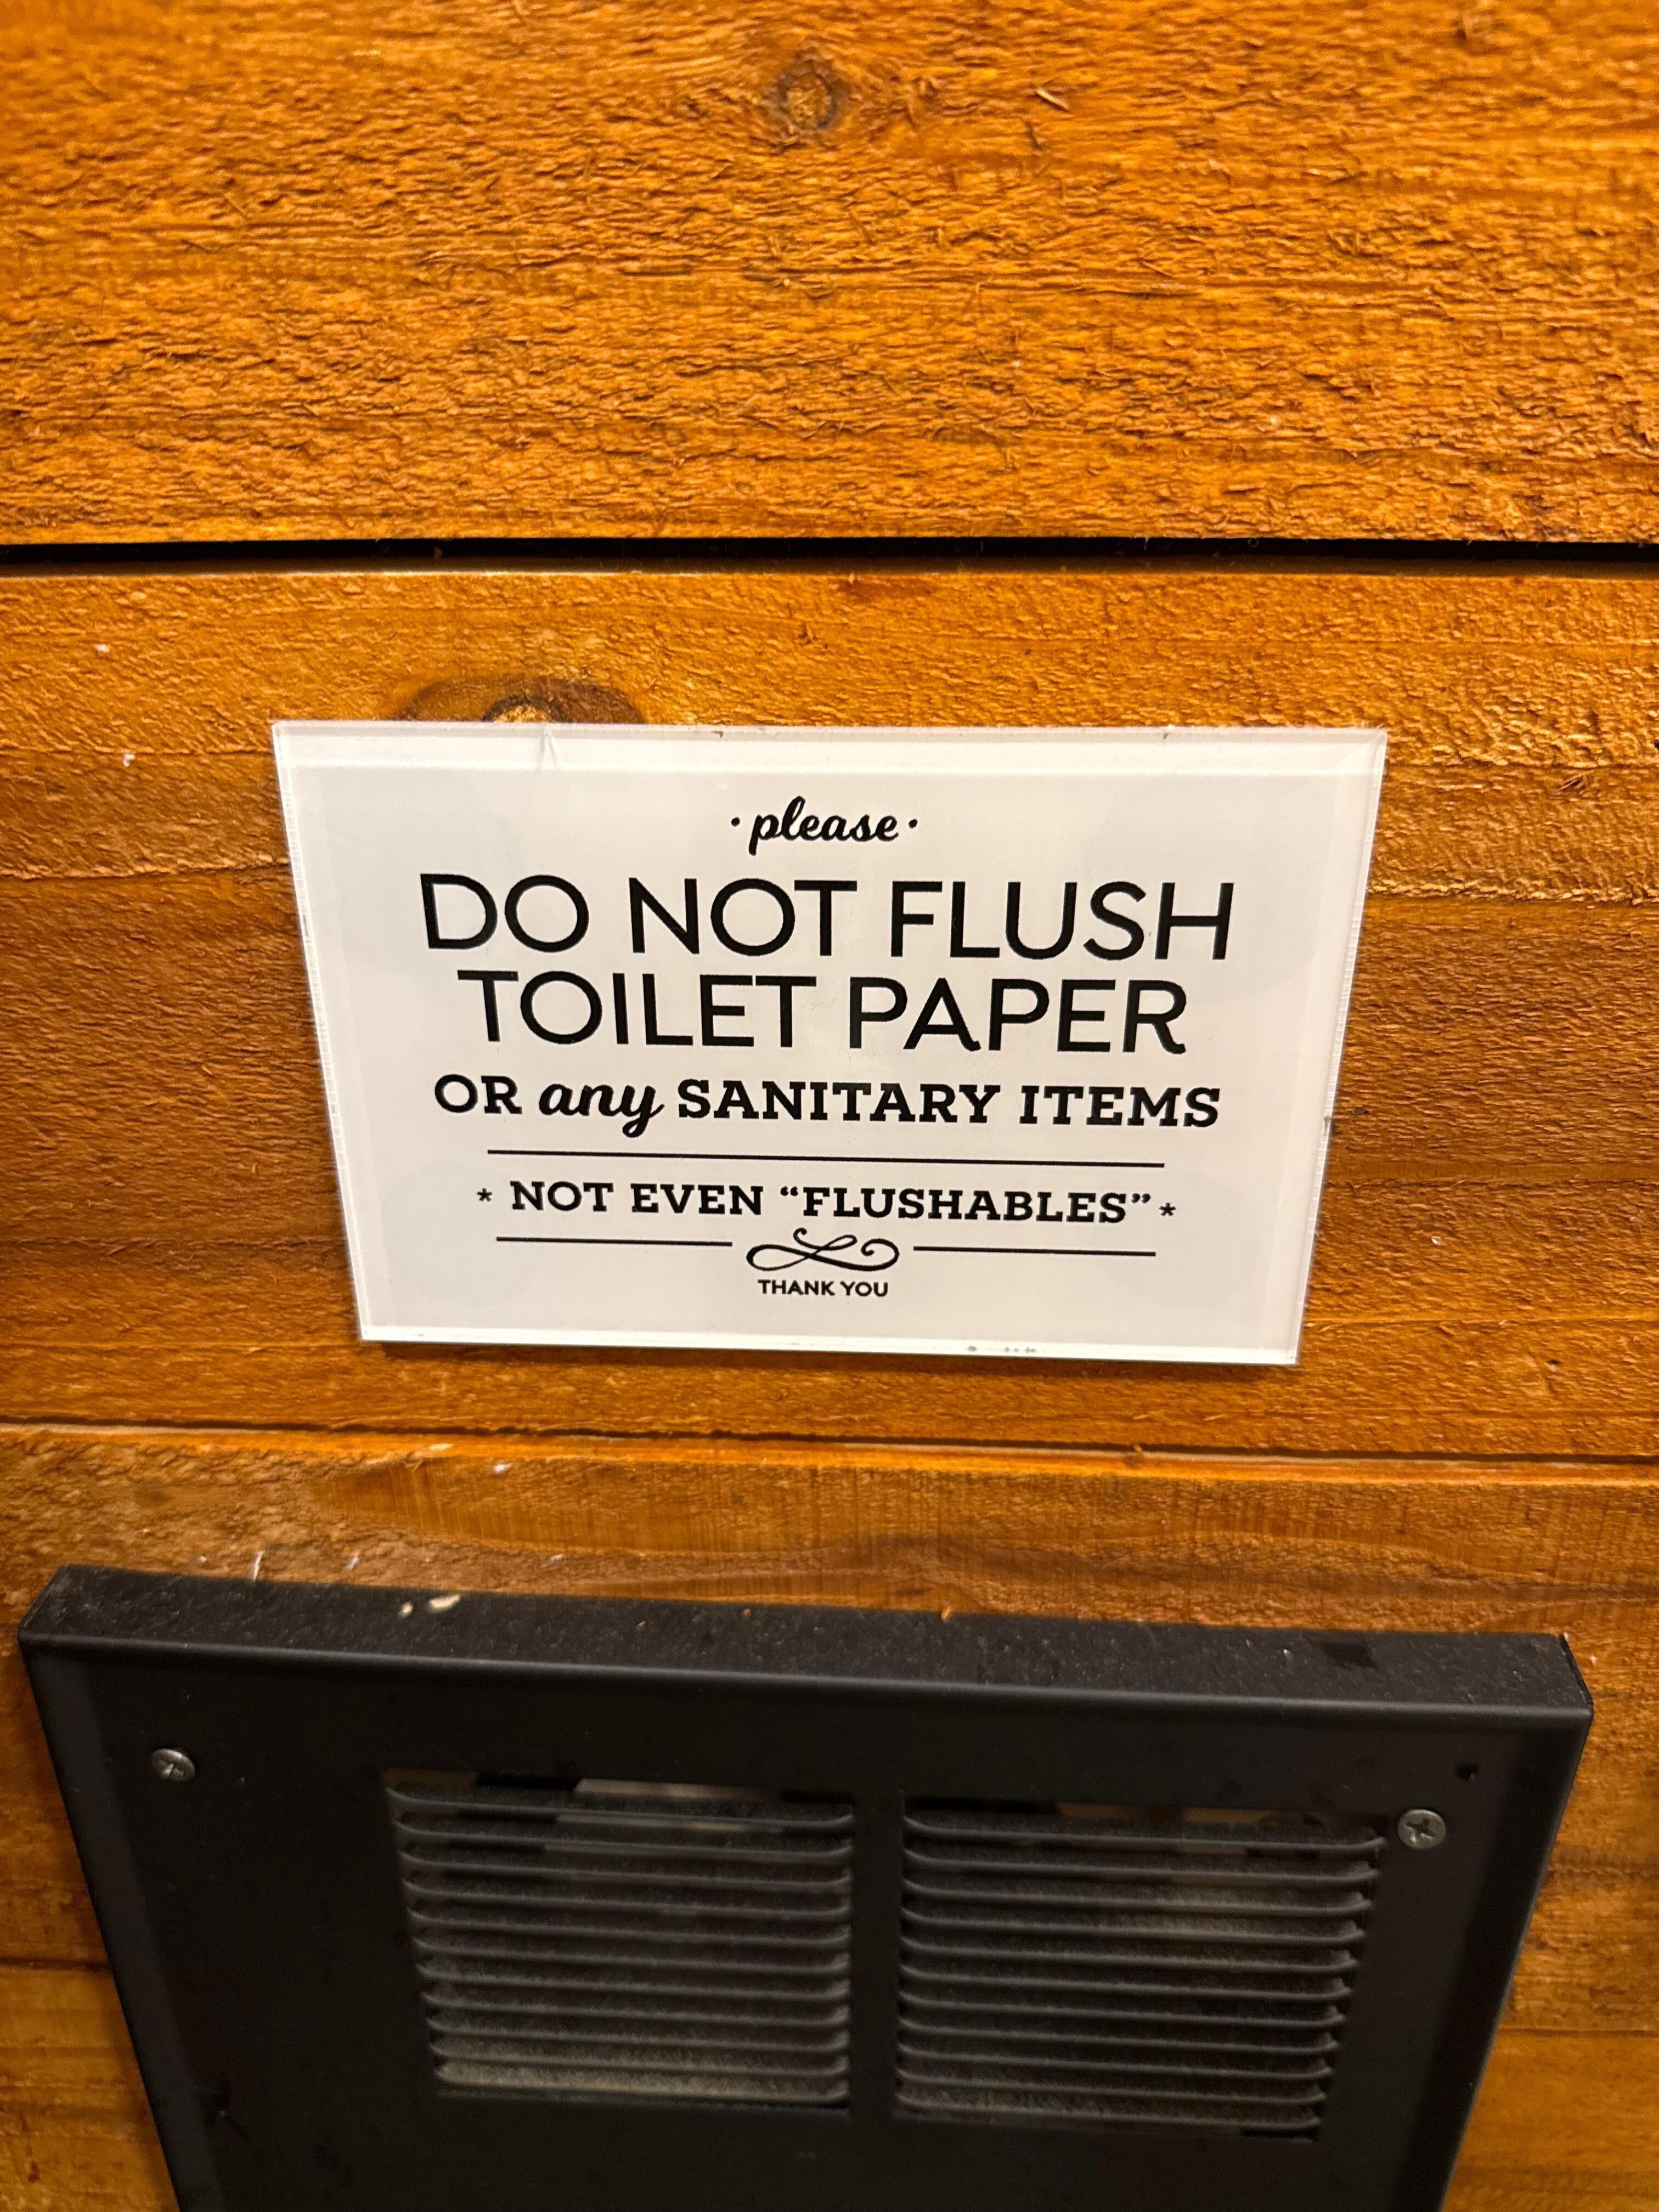 ·please·
DO NOT FLUSH
TOILET PAPER
OR any SANITARY ITEMS
* NOT EVEN “FLUSHABLES” *
THANK YOU